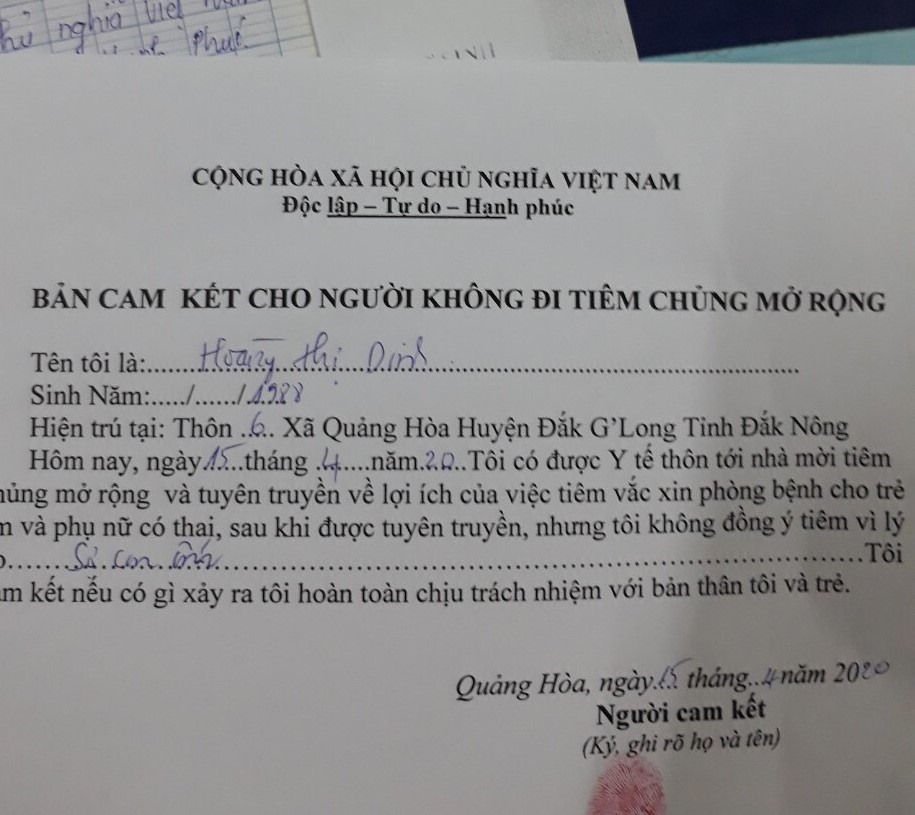 nghĩa Việt
phúc
CỘNG HÒA XÃ HỘI CHỦ NGHĨA VIỆT NAM
Độc lập – Tự do – Hạnh phúc
BẢN CAM KẾT CHO NGƯỜI KHÔNG ĐI TIÊM CHỦNG MỞ RỘNG
Tên tôi là:.......Hoàng thị Dinh.......
Sinh Năm:...../....../.1988
Hiện trú tại: Thôn .6.. Xã Quảng Hòa Huyện Đắk G’Long Tỉnh Đắk Nông
Hôm nay, ngày.15..tháng .4....năm.20..Tôi có được Y tế thôn tới nhà mời tiêm
hủng mở rộng và tuyên truyền về lợi ích của việc tiêm vắc xin phòng bệnh cho trẻ
m và phụ nữ có thai, sau khi được tuyên truyền, nhưng tôi không đồng ý tiêm vì lý
o.......Sợ con ốm.......Tôi
am kết nếu có gì xảy ra tôi hoàn toàn chịu trách nhiệm với bản thân tôi và trẻ.
Quảng Hòa, ngày.15 tháng..4 năm 2020
Người cam kết
(Ký, ghi rõ họ và tên)